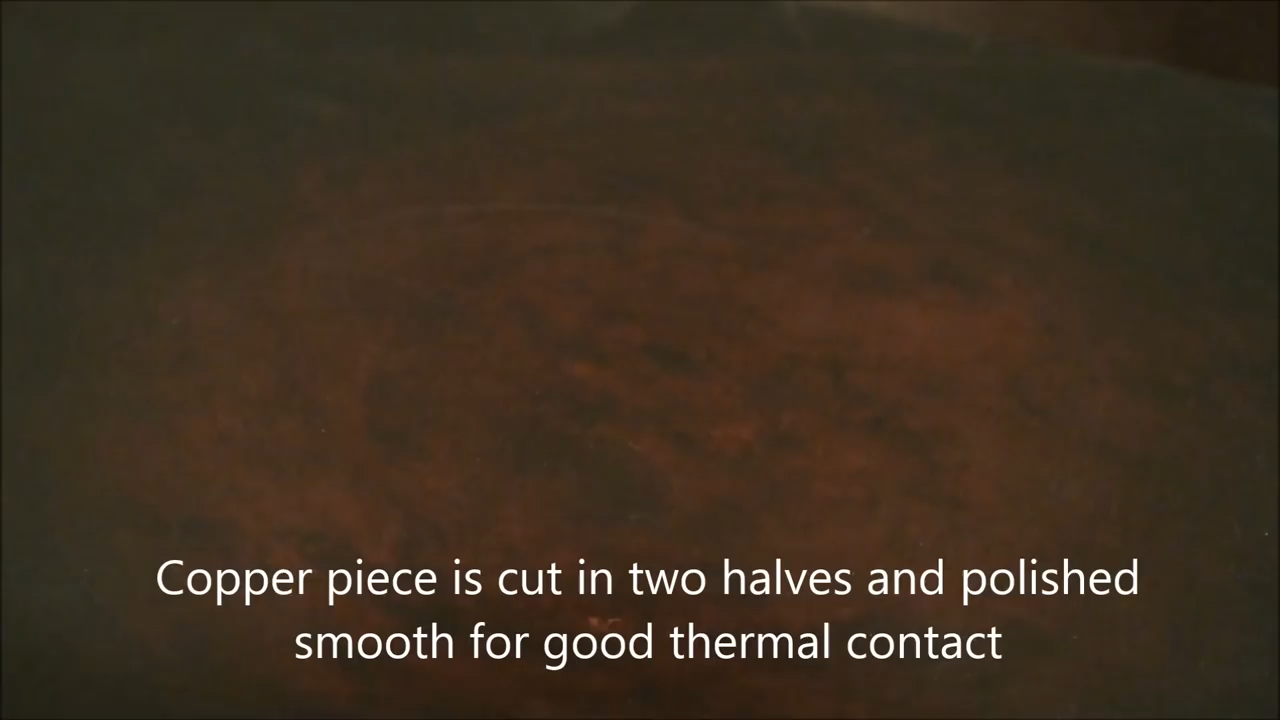 Copper piece is cut in two halves and polished
smooth for good thermal contact